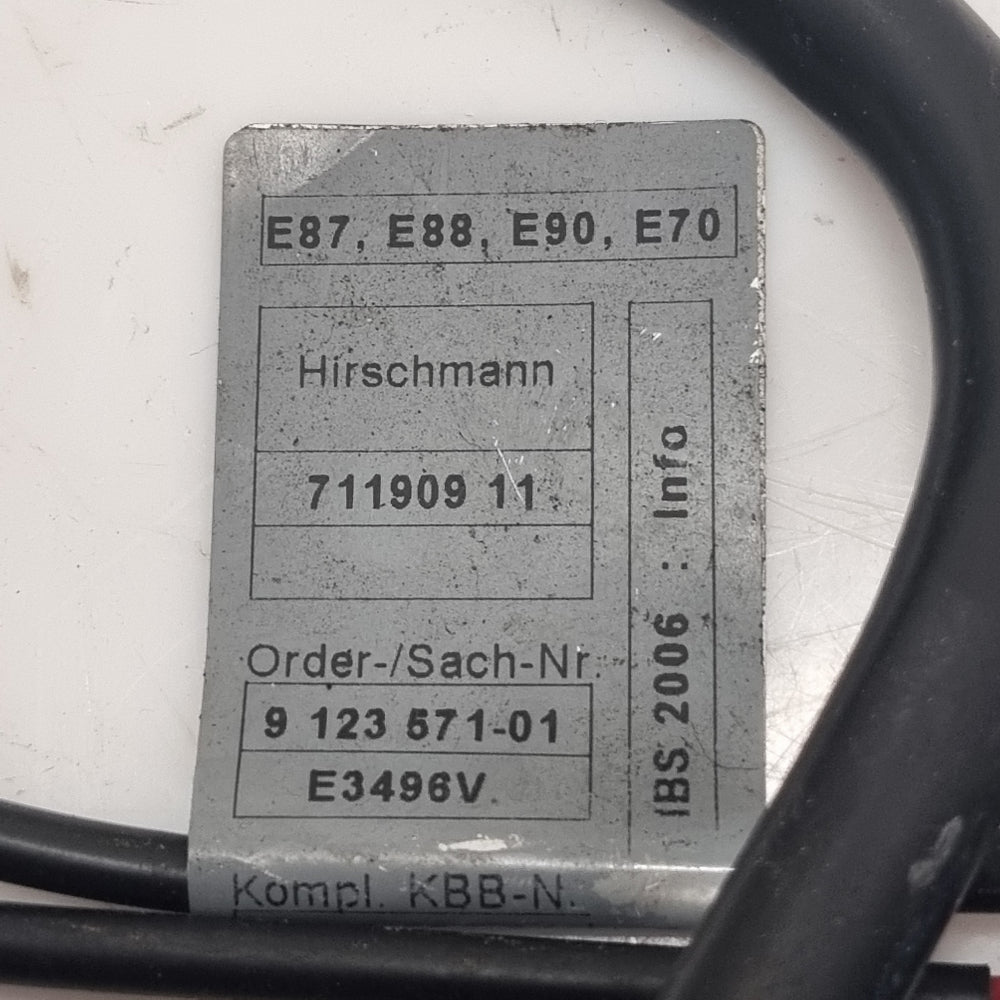 E87, E88, E90, E70
Hirschmann
711909 11
Order-/Sach-Nr.
9 123 571-01
E3496V
IBS 2006 : Info
Kompl. KBB-N.